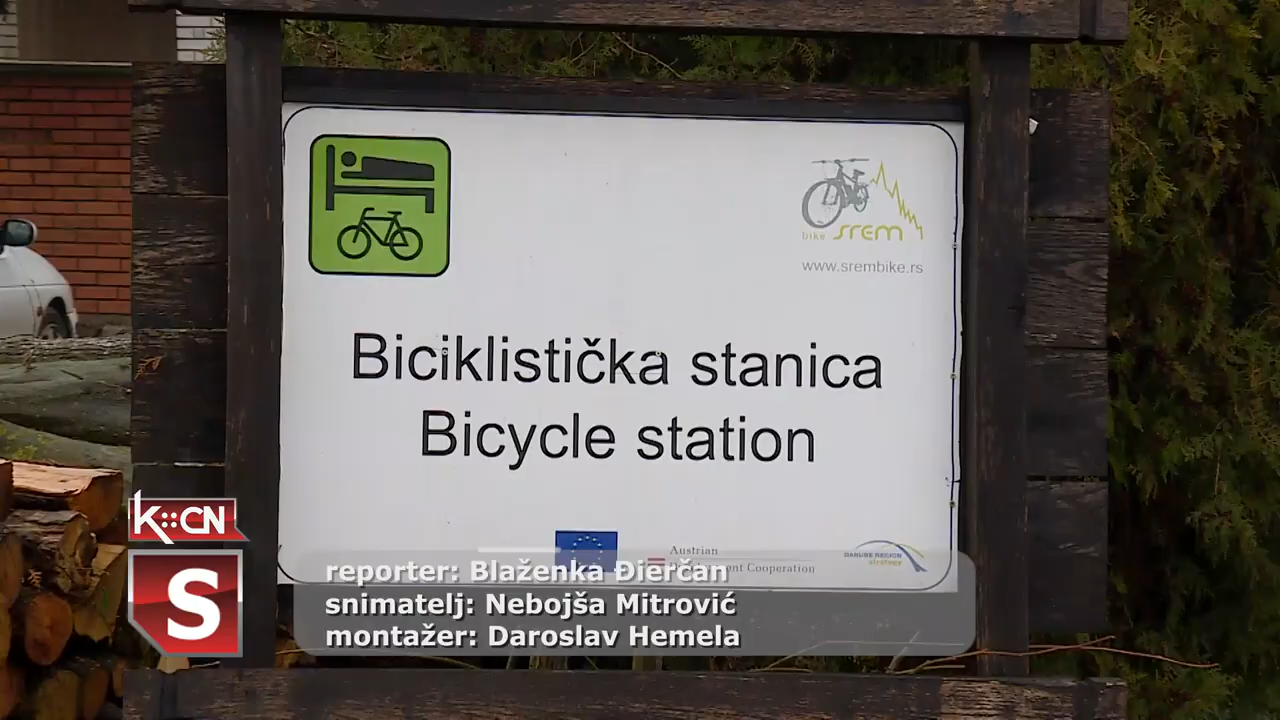 bike srem
www.srembike.rs
Biciklistička stanica
Bicycle station
Austrian
Cooperation
DANUBE REGION
strategy
K::CN
S
reporter: Blaženka Đierčan
snimatelj: Nebojša Mitrović
montažer: Daroslav Hemela